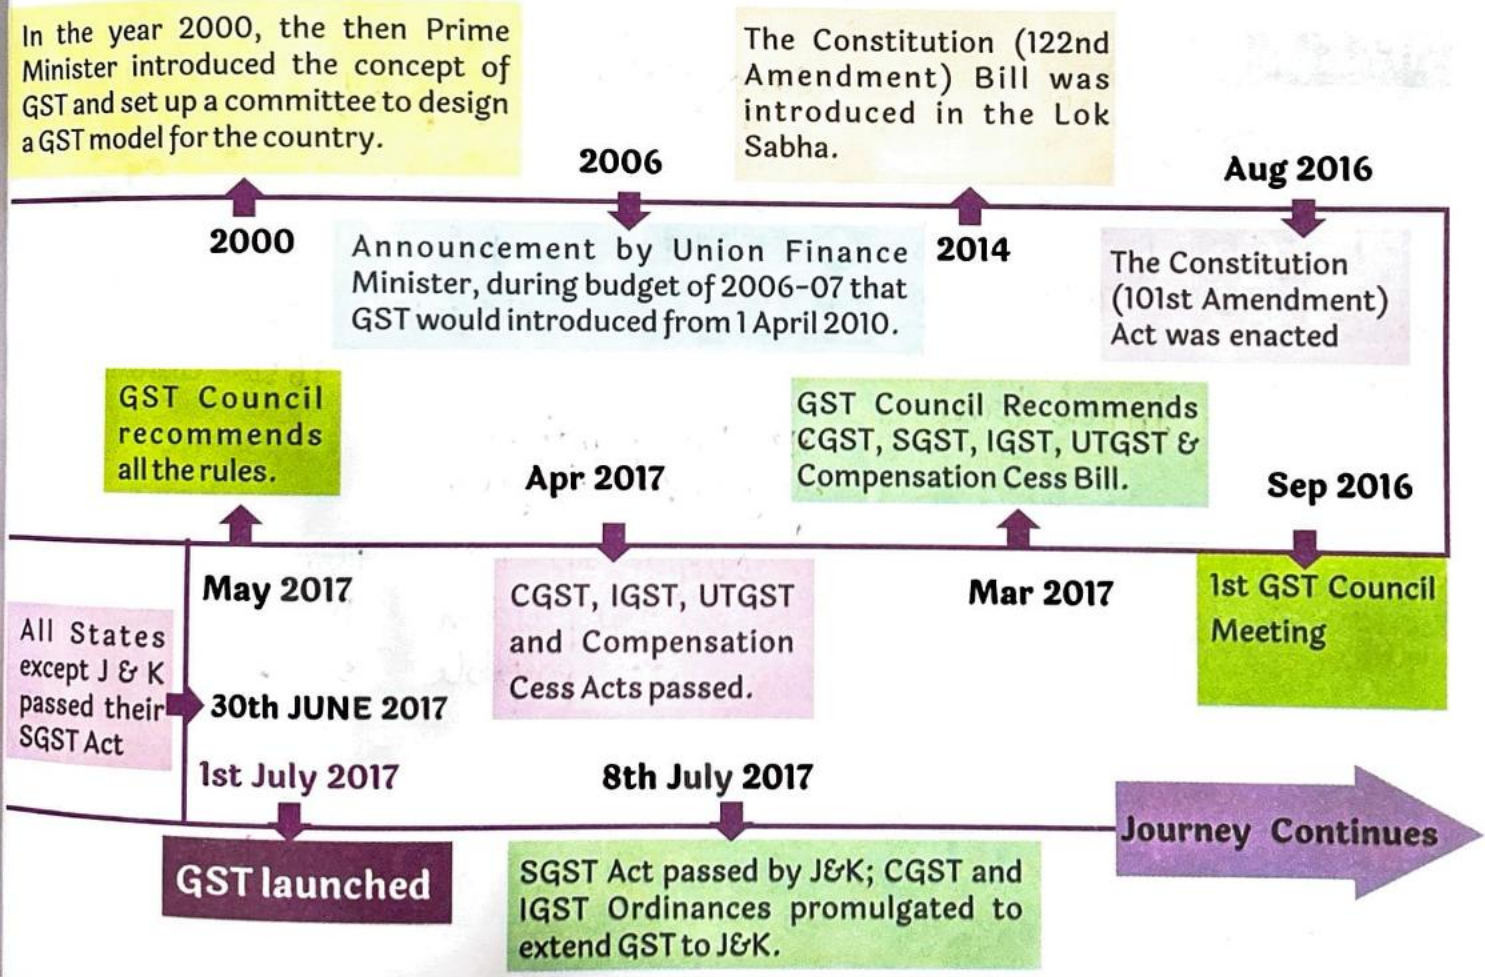 In the year 2000, the then Prime
Minister introduced the concept of
GST and set up a committee to design
a GST model for the country.
2000
2006
Announcement by Union Finance
Minister, during budget of 2006-07 that
GST would introduced from 1 April 2010.
The Constitution (122nd
Amendment) Bill was
introduced in the Lok
Sabha.
2014
Aug 2016
The Constitution
(101st Amendment)
Act was enacted
Sep 2016
1st GST Council
Meeting
GST Council Recommends
CGST, SGST, IGST, UTGST &
Compensation Cess Bill.
Mar 2017
Apr 2017
CGST, IGST, UTGST
and Compensation
Cess Acts passed.
GST Council
recommends
all the rules.
May 2017
All States
except J & K
passed their
SGST Act
30th JUNE 2017
1st July 2017
GST launched
8th July 2017
SGST Act passed by J&K; CGST and
IGST Ordinances promulgated to
extend GST to J&K.
Journey Continues